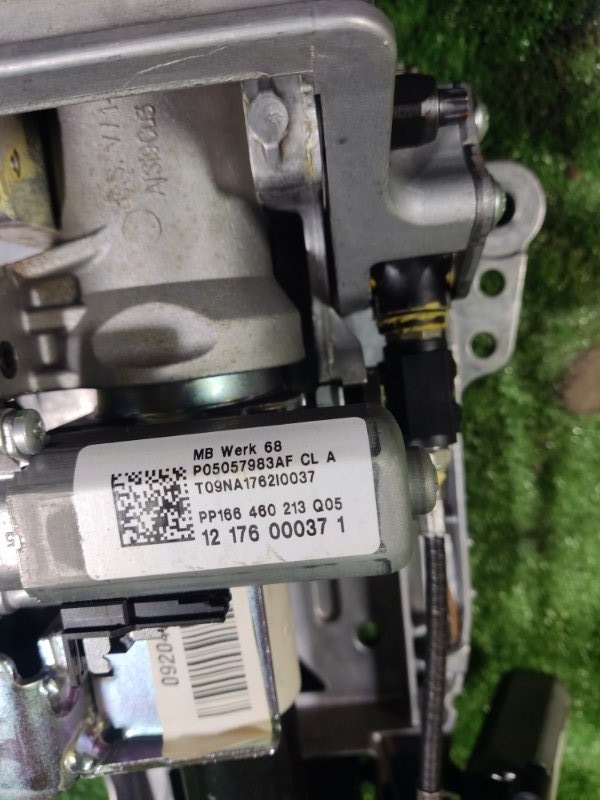 MB Werk 68
P05057983AF CL A
T09NA1762I0037
PP166 460 213 Q05
12 176 00037 1